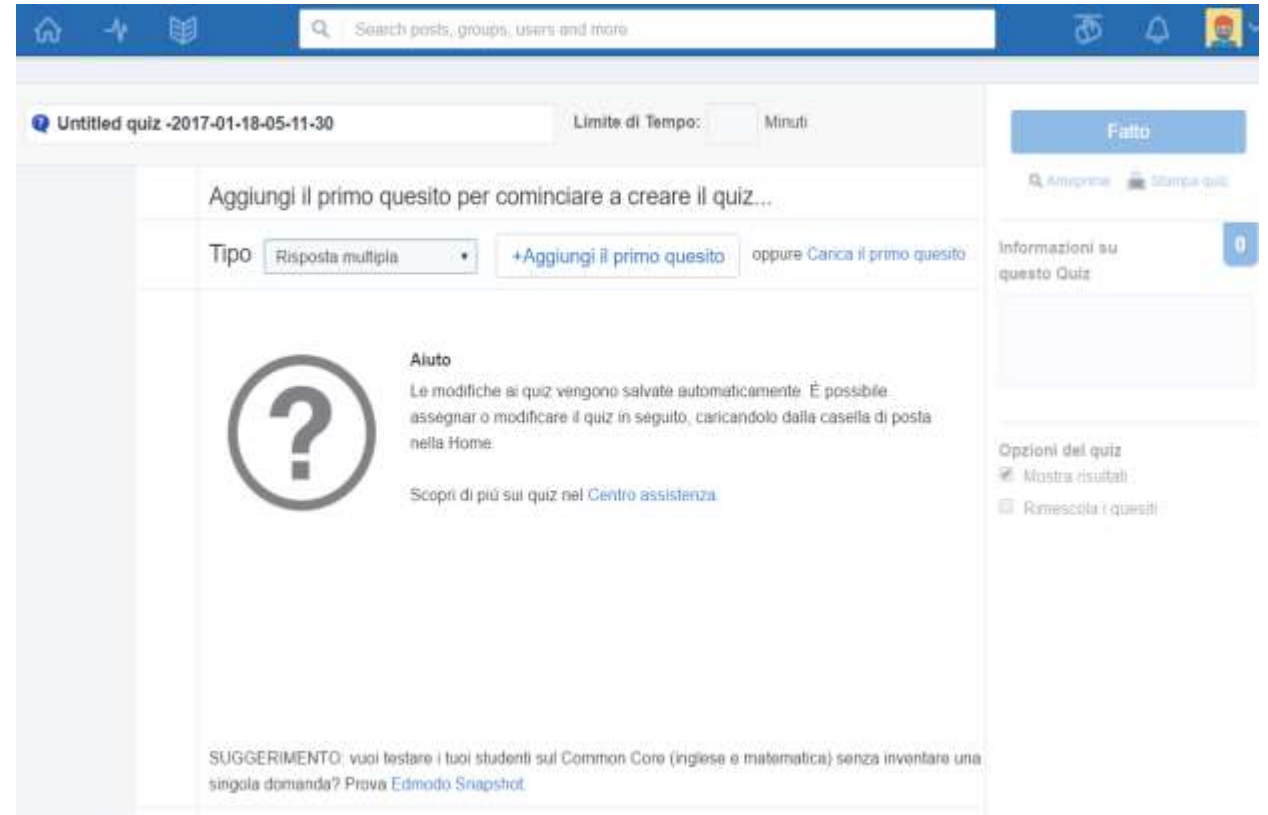 Search posts, groups, users and more
Untitled quiz -2017-01-18-05-11-30
Limite di Tempo: Minuti
Fatto
Anteprima Stampa quiz
Aggiungi il primo quesito per cominciare a creare il quiz...
Tipo Risposta multipla +Aggiungi il primo quesito oppure Carica il primo quesito
Informazioni su
questo Quiz
0
Aiuto
Le modifiche ai quiz vengono salvate automaticamente. É possibile
assegnar o modificare il quiz in seguito, caricandolo dalla casella di posta
nella Home.
Scopri di piú sui quiz nel Centro assistenza.
Opzioni del quiz
Mostra risultati
Rimescola i quesiti
SUGGERIMENTO: vuoi testare i tuoi studenti sul Common Core (inglese e matematica) senza inventare una
singola domanda? Prova Edmodo Snapshot.